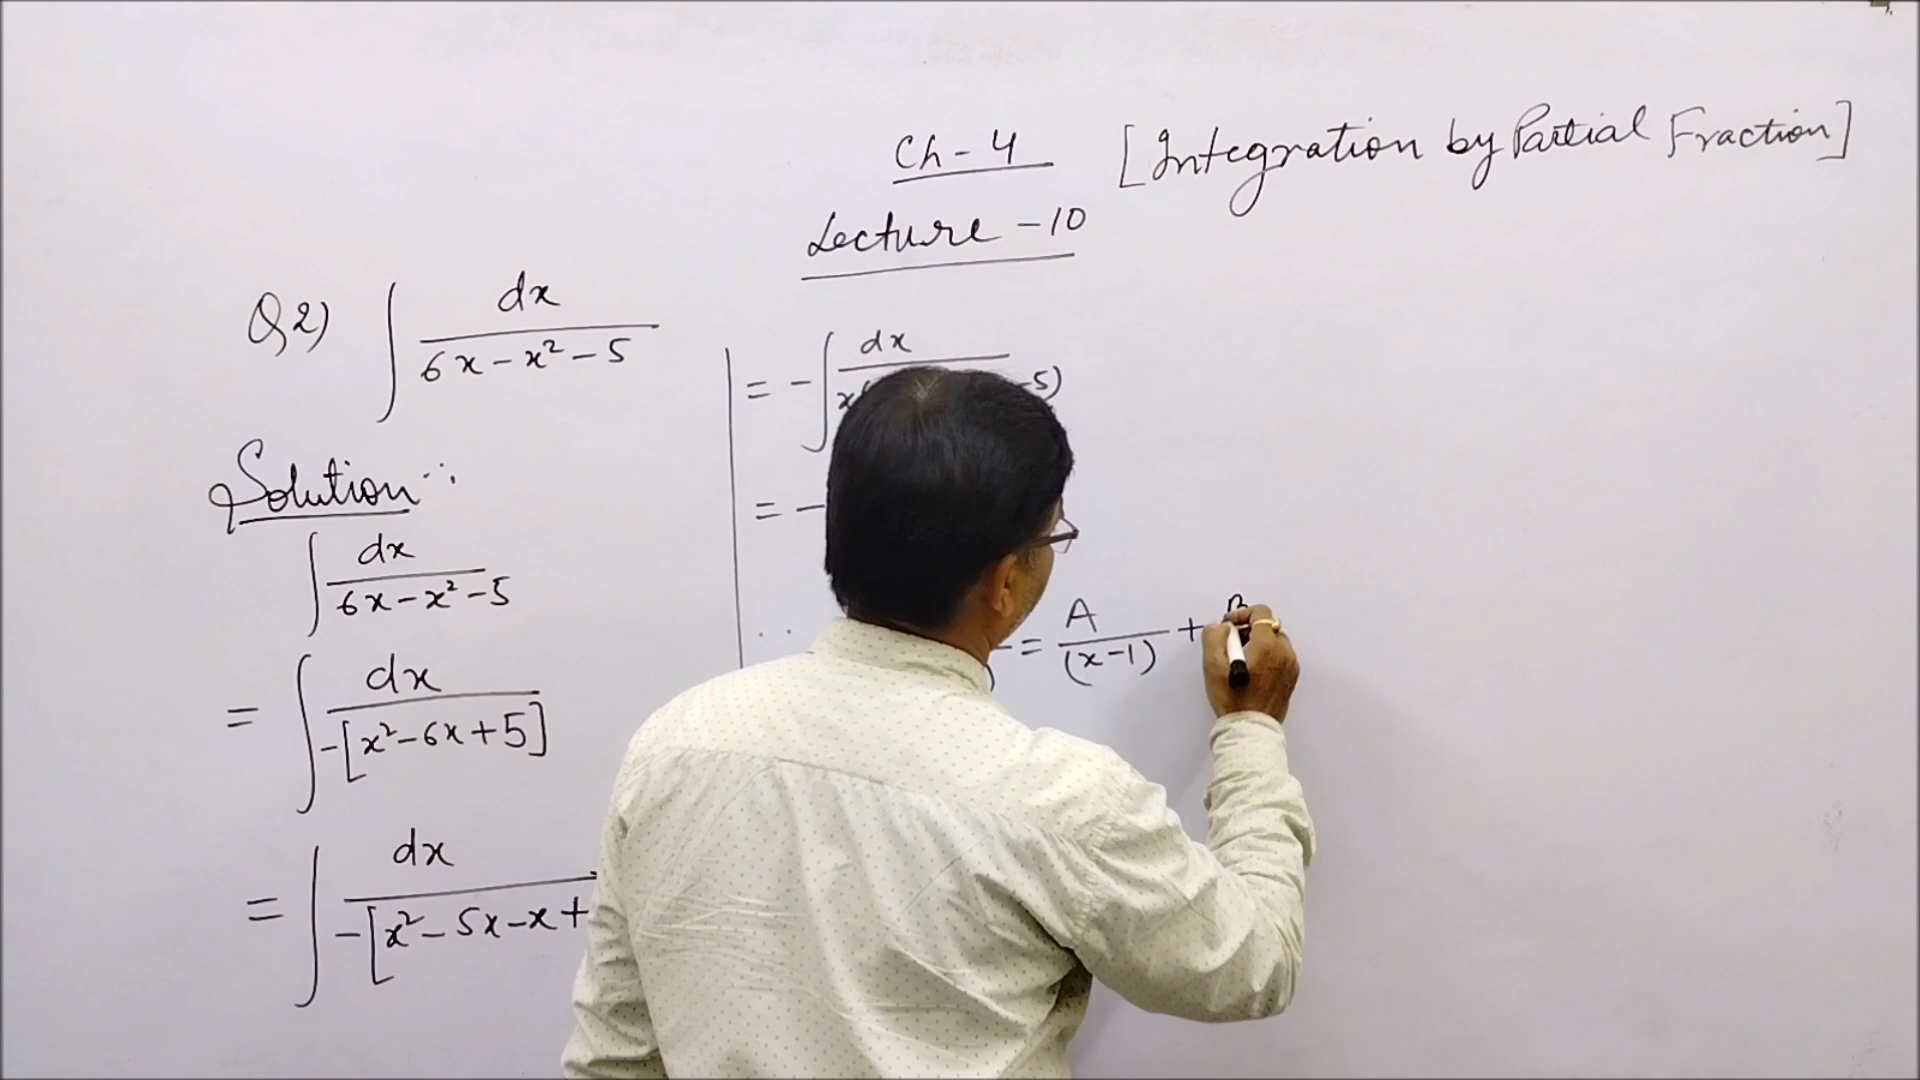 Ch-4 [Integration by Partial Fraction]
Lecture-10
Q2) ∫ dx / 6x-x²-5
Solution:
∫ dx / 6x-x²-5
= ∫ dx / -[x²-6x+5]
= ∫ dx / -[x²-5x-x+
= -∫ dx / x( -5)
= -
= A / (x-1) + B